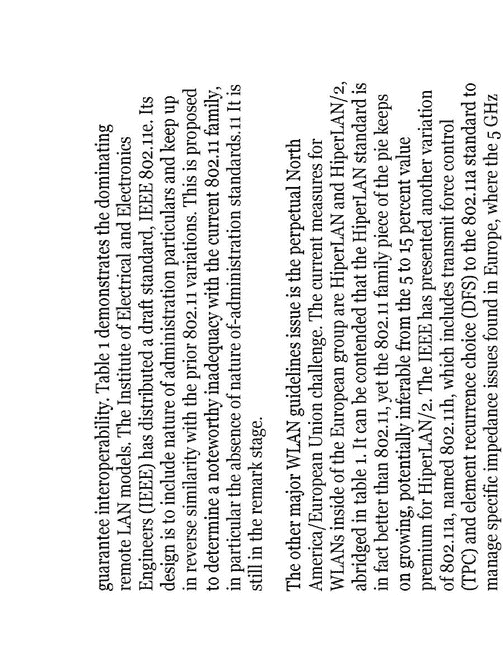 guarantee interoperability. Table 1 demonstrates the dominating
remote LAN models. The Institute of Electrical and Electronics
Engineers (IEEE) has distributed a draft standard, IEEE 802.11e. Its
design is to include nature of administration particulars and keep up
in reverse similarity with the prior 802.11 variations. This is proposed
to determine a noteworthy inadequacy with the current 802.11 family,
in particular the absence of nature of-administration standards.11 It is
still in the remark stage.
The other major WLAN guidelines issue is the perpetual North
America/European Union challenge. The current measures for
WLANs inside of the European group are HiperLAN and HiperLAN/2,
abridged in table 1. It can be contended that the HiperLAN standard is
in fact better than 802.11, yet the 802.11 family piece of the pie keeps
on growing, potentially inferable from the 5 to 15 percent value
premium for HiperLAN/2. The IEEE has presented another variation
of 802.11a, named 802.11h, which includes transmit force control
(TPC) and element recurrence choice (DFS) to the 802.11a standard to
manage specific impedance issues found in Europe, where the 5 GHz